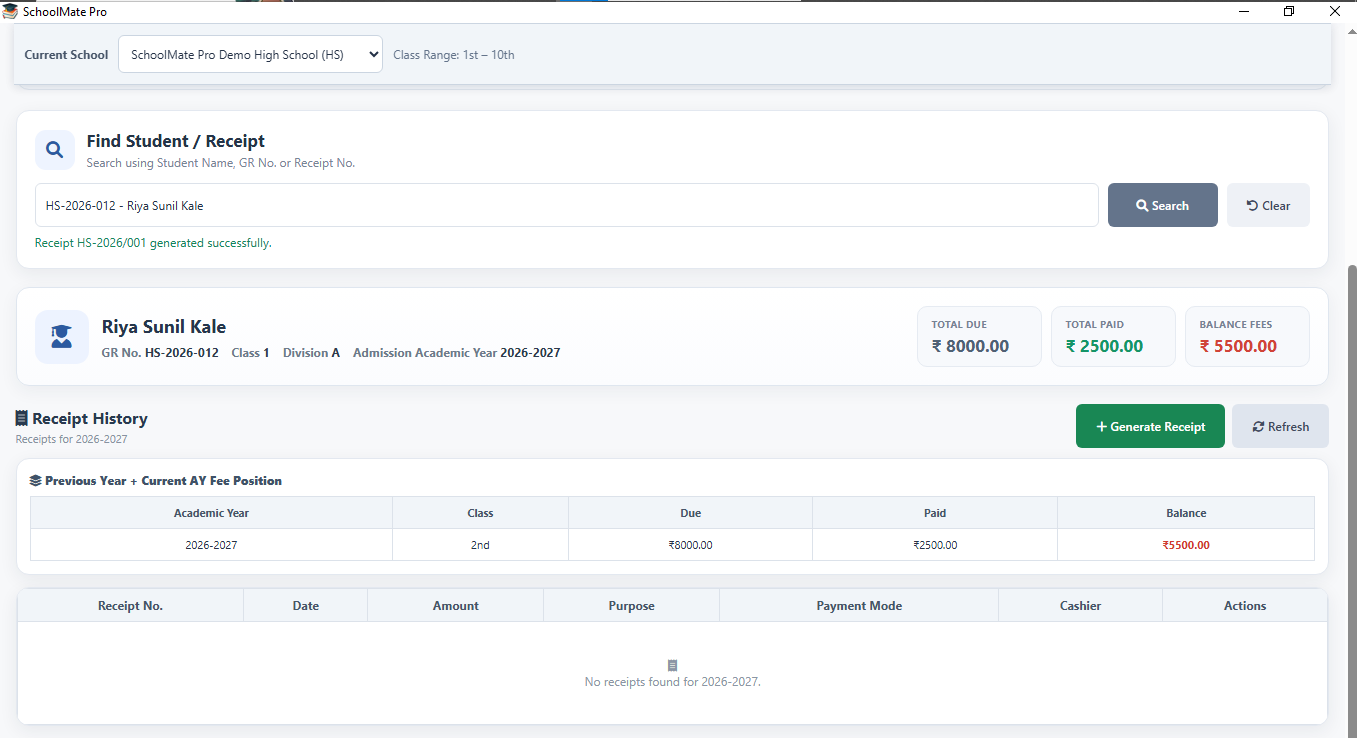 SchoolMate Pro
Current School SchoolMate Pro Demo High School (HS) Class Range: 1st – 10th
Find Student / Receipt
Search using Student Name, GR No. or Receipt No.
HS-2026-012 - Riya Sunil Kale Search Clear
Receipt HS-2026/001 generated successfully.
Riya Sunil Kale
GR No. HS-2026-012 Class 1 Division A Admission Academic Year 2026-2027
TOTAL DUE
₹ 8000.00
TOTAL PAID
₹ 2500.00
BALANCE FEES
₹ 5500.00
Receipt History
Receipts for 2026-2027
+ Generate Receipt Refresh
Previous Year + Current AY Fee Position
Academic Year Class Due Paid Balance
2026-2027 2nd ₹8000.00 ₹2500.00 ₹5500.00
Receipt No. Date Amount Purpose Payment Mode Cashier Actions
No receipts found for 2026-2027.